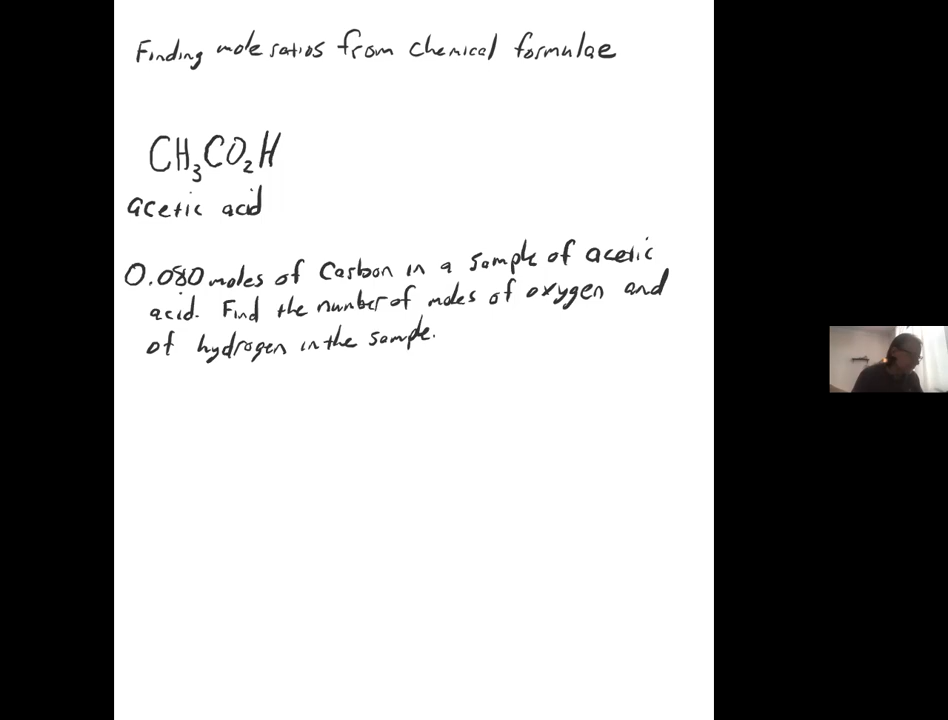 Finding mole ratios from chemical formulae
CH₃CO₂H
acetic acid
0.080 moles of Carbon in a sample of acetic
acid. Find the number of moles of oxygen and
of hydrogen in the sample.